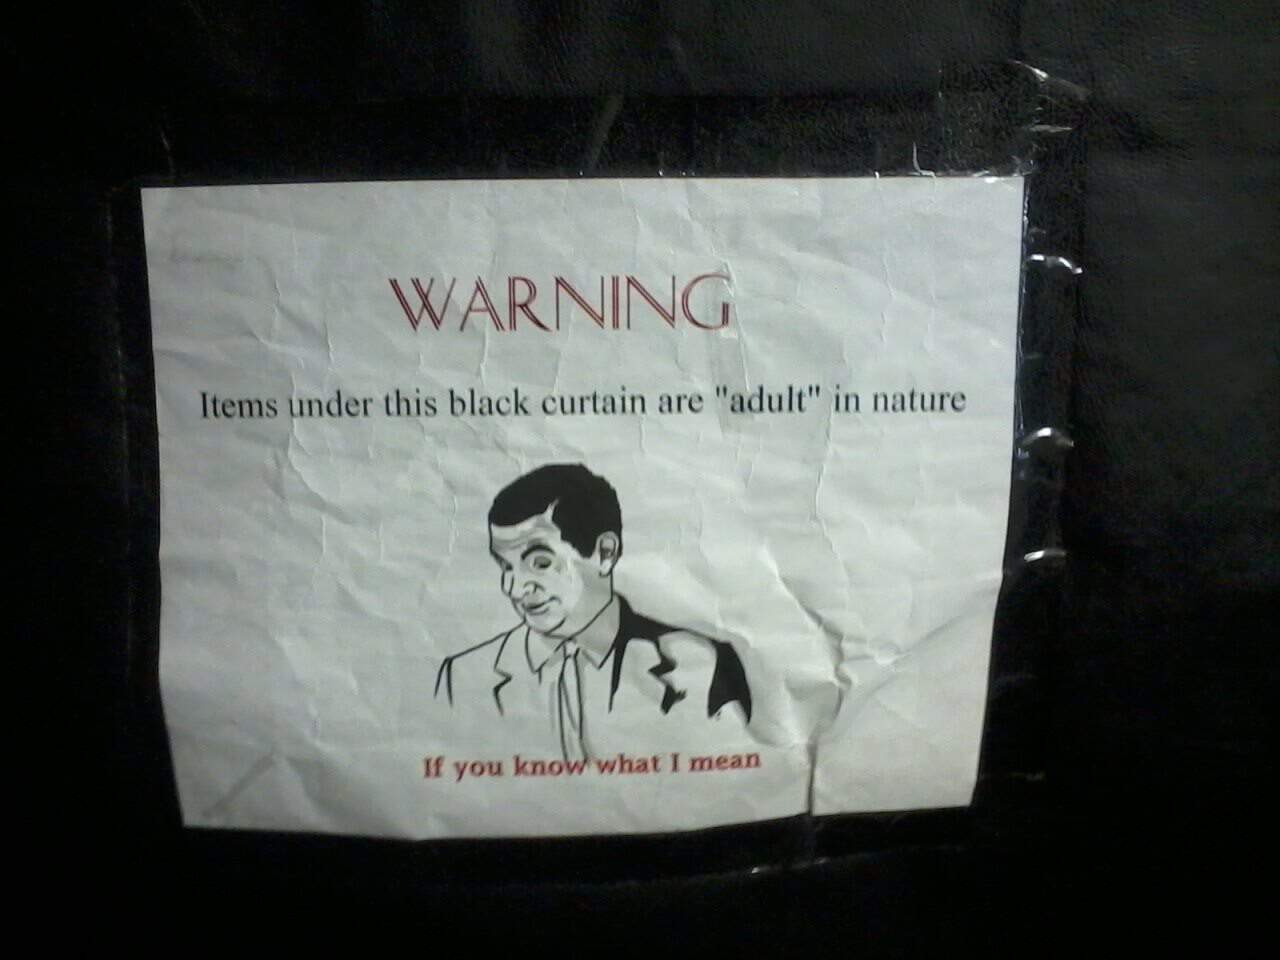 WARNING
Items under this black curtain are "adult" in nature
If you know what I mean